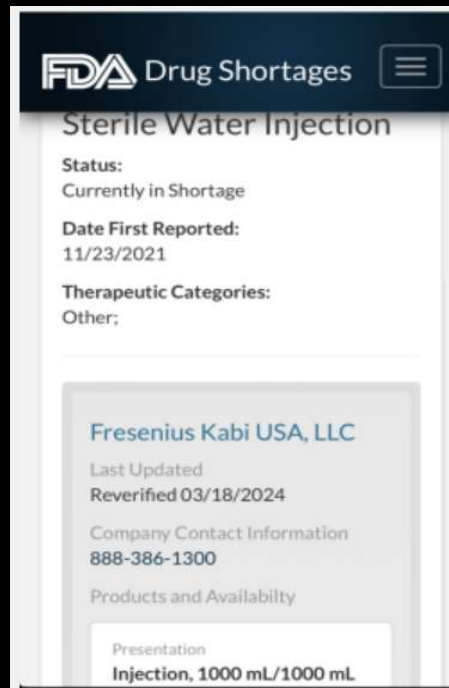 FDA Drug Shortages
Sterile Water Injection
Status:
Currently in Shortage
Date First Reported:
11/23/2021
Therapeutic Categories:
Other;
Fresenius Kabi USA, LLC
Last Updated
Reverified 03/18/2024
Company Contact Information
888-386-1300
Products and Availabilty
Presentation
Injection, 1000 mL/1000 mL